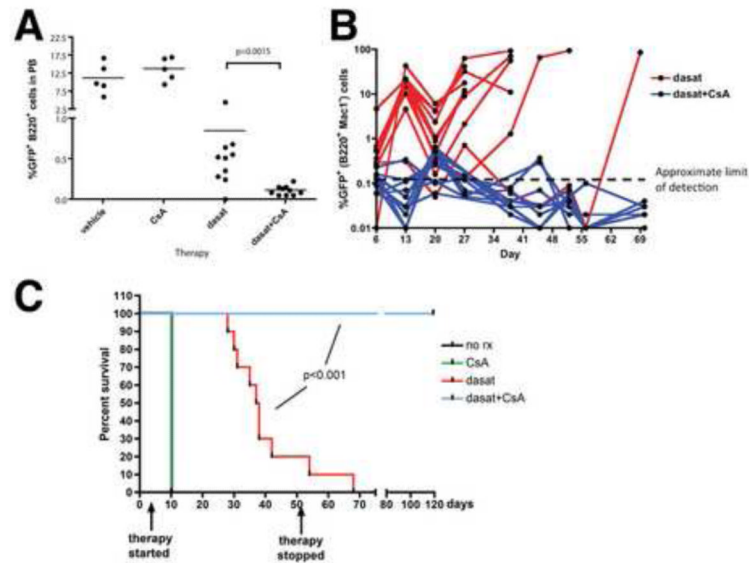 A
%GFP+ B220+ cells in PB
22.5
17.5
12.5
7.5
2.5
1.0
0.5
0.0
p=0.0015
vehicle
CsA
dasat
dasat+CsA
Therapy
B
%GFP+ (B220+ Mac1-) cells
100
10
1
0.1
0.01
6 13 20 27 34 41 48 55 62 69
Day
dasat
dasat+CsA
Approximate limit
of detection
C
Percent survival
110
100
90
80
70
60
50
40
30
20
10
0
0 10 20 30 40 50 60 70 80 100 120 days
p<0.001
therapy
started
therapy
stopped
no rx
CsA
dasat
dasat+CsA